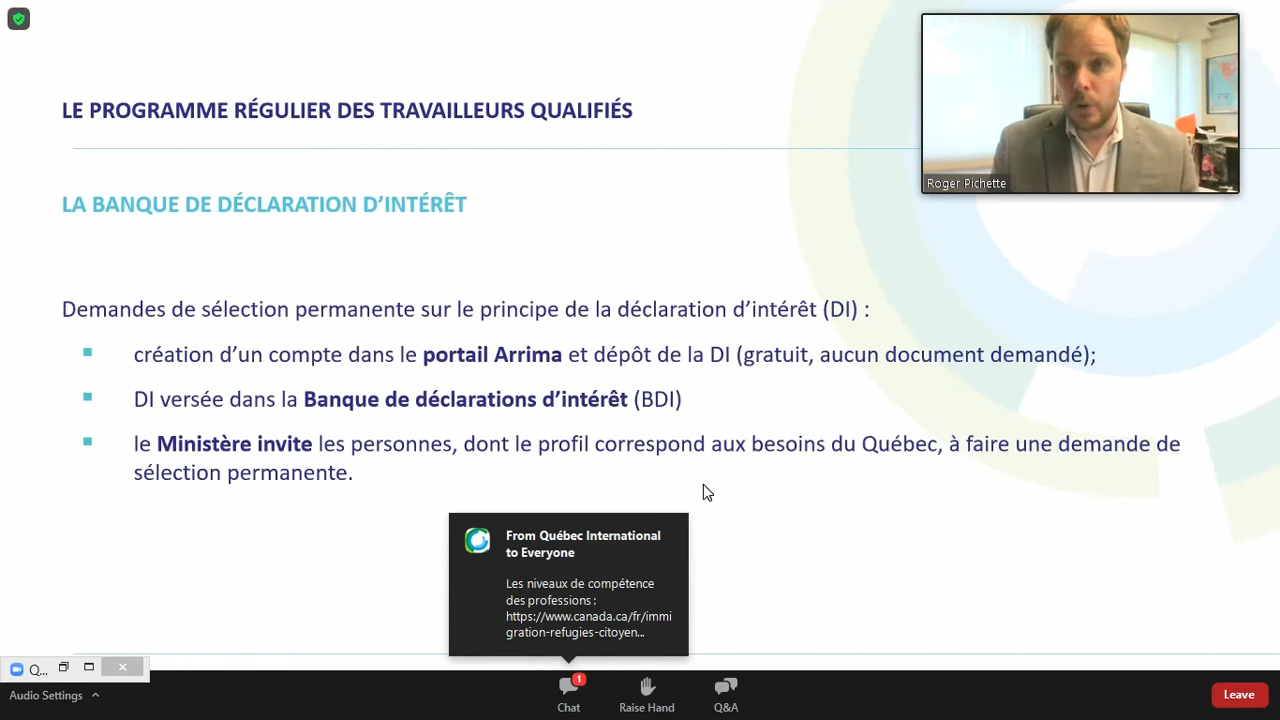 LE PROGRAMME RÉGULIER DES TRAVAILLEURS QUALIFIÉS
Roger Pichette
LA BANQUE DE DÉCLARATION D’INTÉRÊT
Demandes de sélection permanente sur le principe de la déclaration d’intérêt (DI) :
création d’un compte dans le portail Arrima et dépôt de la DI (gratuit, aucun document demandé);
DI versée dans la Banque de déclarations d’intérêt (BDI)
le Ministère invite les personnes, dont le profil correspond aux besoins du Québec, à faire une demande de
sélection permanente.
From Québec International
to Everyone
Les niveaux de compétence
des professions :
https://www.canada.ca/fr/immi
gration-refugies-citoyen...
Q...
Audio Settings
1
Chat
Raise Hand
Q&A
Leave